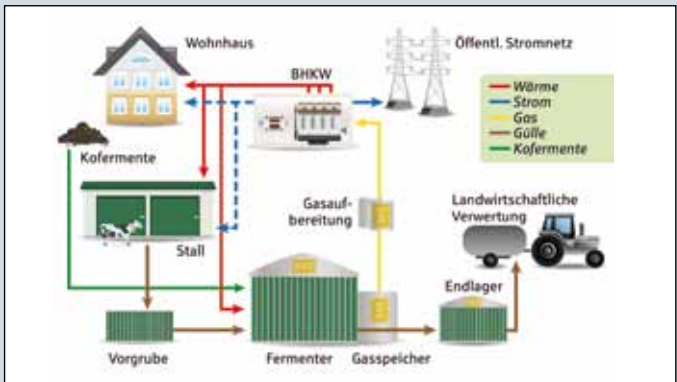 Wohnhaus
Öffentl. Stromnetz
BHKW
Wärme
Strom
Gas
Gülle
Kofermente
Kofermente
Gasauf-
bereitung
Landwirtschaftliche
Verwertung
Stall
Endlager
Vorgrube
Fermenter
Gasspeicher